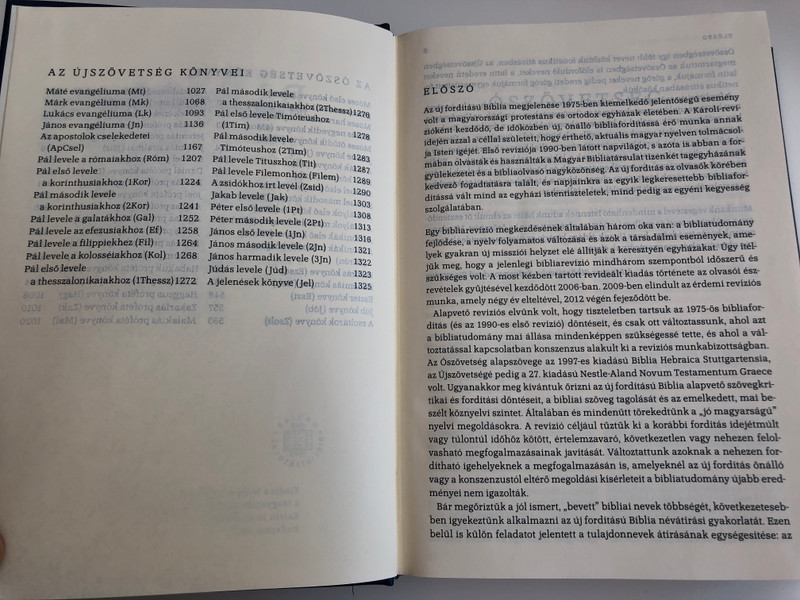 AZ ÚJSZÖVETSÉG KÖNYVEI
Máté evangéliuma (Mt) 1027
Márk evangéliuma (Mk) 1068
Lukács evangéliuma (Lk) 1093
János evangéliuma (Jn) 1136
Az apostolok cselekedetei
(ApCsel) 1167
Pál levele a rómaiakhoz (Róm) 1207
Pál első levele
a korinthusiakhoz (1Kor) 1224
Pál második levele
a korinthusiakhoz (2Kor) 1241
Pál levele a galatákhoz (Gal) 1252
Pál levele az efezusiakhoz (Ef) 1258
Pál levele a filippiekhez (Fil) 1264
Pál levele a kolosséiakhoz (Kol) 1268
Pál első levele
a thesszalonikaiakhoz (1Thessz) 1272
Pál második levele
a thesszalonikaiakhoz (2Thessz) 1276
Pál első levele Timóteushoz
(1Tim) 1278
Pál második levele
Timóteushoz (2Tim) 1283
Pál levele Tituszhoz (Tit) 1287
Pál levele Filemonhoz (Filem) 1289
A zsidókhoz írt levél (Zsid) 1290
Jakab levele (Jak) 1303
Péter első levele (1Pt) 1308
Péter második levele (2Pt) 1313
János első levele (1Jn) 1316
János második levele (2Jn) 1321
János harmadik levele (3Jn) 1322
Júdás levele (Júd) 1323
A jelenések könyve (Jel) 1325
ELŐSZÓ
Az új fordítású Biblia megjelenése 1975-ben kiemelkedő jelentőségű esemény
volt a magyarországi protestáns és ortodox egyházak életében. A Károli-reví-
zióként kezdődő, de időközben új, önálló bibliafordítássá érő munka annak
idején azzal a céllal született, hogy érthető, aktuális magyar nyelven tolmácsol-
ja Isten igéjét. Első revíziója 1990-ben látott napvilágot, s azóta is abban a for-
mában olvasták és használták a Magyar Bibliatársulat tizenkét tagegyházának
gyülekezetei és a bibliaolvasó nagyközönség. Az új fordítás az olvasók körében
kedvező fogadtatásra talált, és napjainkra az egyik legkeresettebb bibliafor-
dítássá vált mind az egyházi istentiszteletek, mind pedig az egyéni kegyesség
szolgálatában.
Egy bibliarevízió megkezdésének általában három oka van: a bibliatudomány
fejlődése, a nyelv folyamatos változása és azok a társadalmi események, ame-
lyek gyakran új missziói helyzet elé állítják a keresztyén egyházakat. Úgy ítél-
jük meg, hogy a jelenlegi bibliarevízió mindhárom szempontból időszerű és
szükséges volt. A most kézben tartott revideált kiadás története az olvasói ész-
revételek gyűjtésével kezdődött 2006-ban. 2009-ben elindult az érdemi revíziós
munka, amely négy év elteltével, 2012 végén fejeződött be.
Alapvető revíziós elvünk volt, hogy tiszteletben tartsuk az 1975-ös bibliafor-
dítás (és az 1990-es első revízió) döntéseit, és csak ott változtassunk, ahol azt
a bibliatudomány mai állása mindenképpen szükségessé tette, és ahol a vál-
toztatással kapcsolatban konszenzus alakult ki a revíziós munkabizottságban.
Az Ószövetség alapszövege az 1997-es kiadású Biblia Hebraica Stuttgartensia,
az Újszövetségé pedig a 27. kiadású Nestle-Aland Novum Testamentum Graece
volt. Ugyanakkor meg kívántuk őrizni az új fordítású Biblia alapvető szövegkri-
tikai és fordítási döntéseit, a bibliai szöveg tagolását és az emelkedett, mai be-
szélt köznyelvi szintet. Általában és mindenütt törekedtünk a „jó magyarságú”
nyelvi megoldásokra. A revízió céljául tűztük ki a korábbi fordítás idejétmúlt
vagy túlontúl időhöz kötött, értelemzavaró, következetlen vagy nehezen felol-
vasható megfogalmazásainak javítását. Változtattunk azoknak a nehezen for-
dítható igehelyeknek a megfogalmazásán is, amelyeknél az új fordítás önálló
vagy a konszenzustól eltérő megoldási kísérleteit a bibliatudomány újabb ered-
ményei nem igazolták.
Bár megőriztük a jól ismert, „bevett” bibliai nevek többségét, következeteseb-
ben igyekeztünk alkalmazni az új fordítású Biblia névátírási gyakorlatát. Ezen
belül is külön feladatot jelentett a tulajdonnevek átírásának egységesítése: az